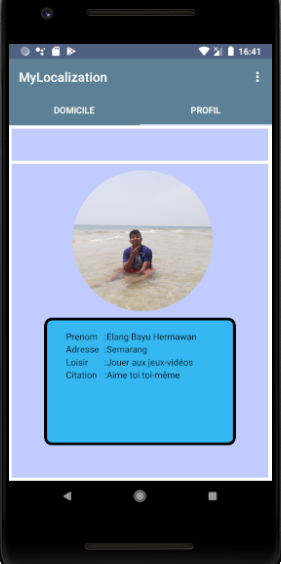 16:41
MyLocalization
DOMICILE PROFIL
Prenom :Elang Bayu Hermawan
Adresse :Semarang
Loisir :Jouer aux jeux-vidéos
Citation :Aime toi toi-même